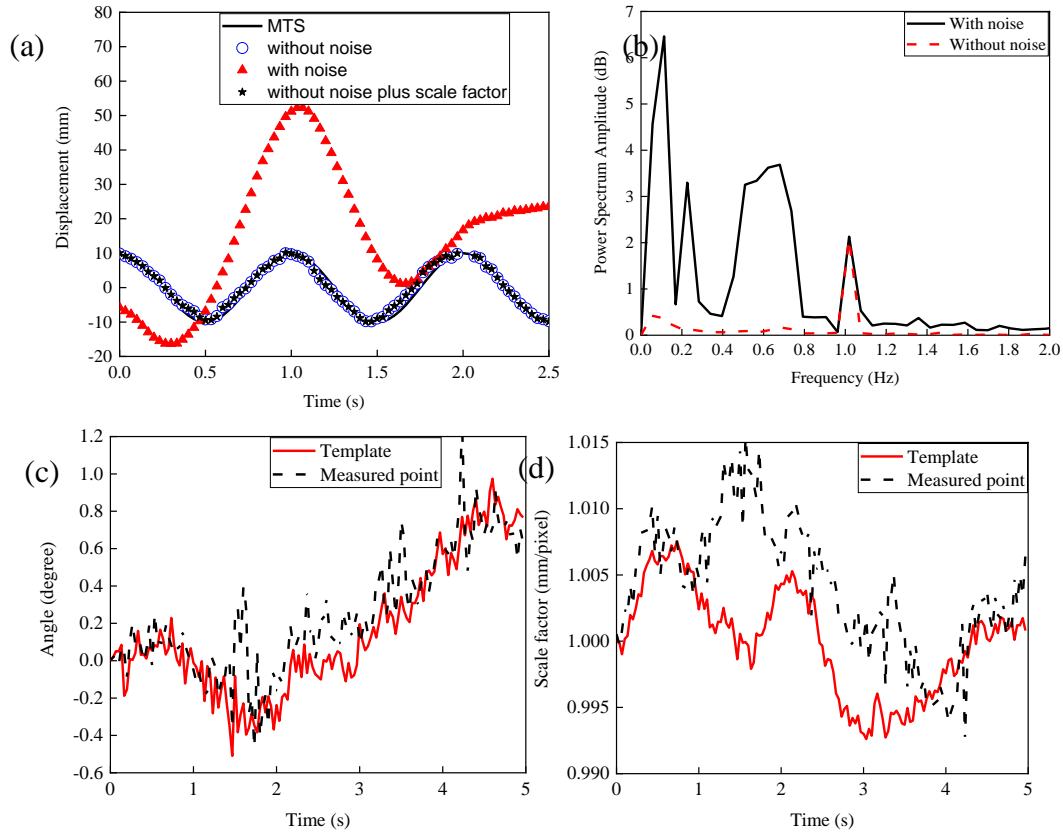 (a)
MTS
without noise
with noise
without noise plus scale factor
80
70
60
50
40
30
20
10
0
-10
-20
Displacement (mm)
0.0 0.5 1.0 1.5 2.0 2.5
Time (s)
(b)
With noise
Without noise
7
6
5
4
3
2
1
0
Power Spectrum Amplitude (dB)
0.0 0.2 0.4 0.6 0.8 1.0 1.2 1.4 1.6 1.8 2.0
Frequency (Hz)
(c)
Template
Measured point
1.2
1.0
0.8
0.6
0.4
0.2
0.0
-0.2
-0.4
-0.6
Angle (degree)
0 1 2 3 4 5
Time (s)
(d)
Template
Measured point
1.015
1.010
1.005
1.000
0.995
0.990
Scale factor (mm/pixel)
0 1 2 3 4 5
Time (s)